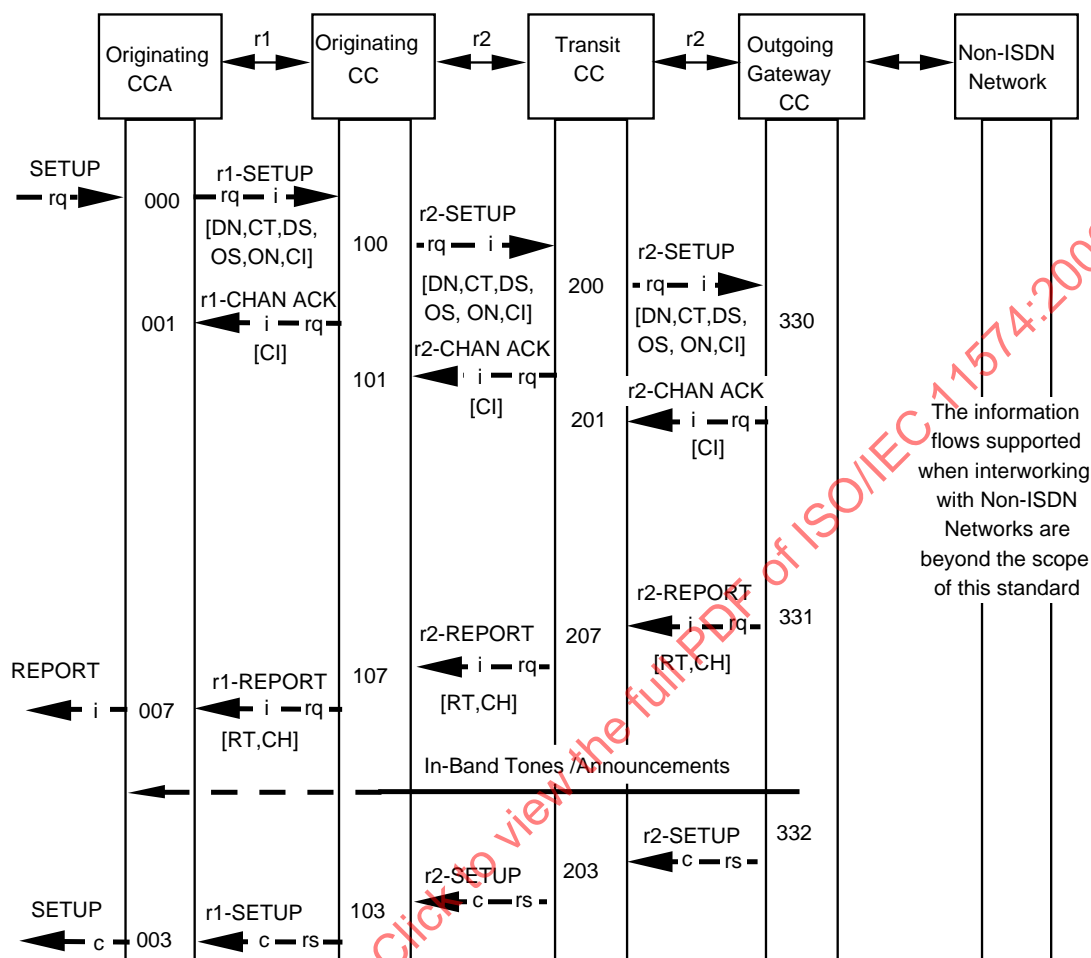 Originating
CCA
r1
Originating
CC
r2
Transit
CC
r2
Outgoing
Gateway
CC
Non-ISDN
Network
SETUP
rq
000
r1-SETUP
rq i
[DN,CT,DS,
OS,ON,CI]
100
r2-SETUP
rq i
[DN,CT,DS,
OS, ON,CI]
200
r2-SETUP
rq i
[DN,CT,DS,
OS, ON,CI]
330
001
r1-CHAN ACK
i rq
[CI]
101
r2-CHAN ACK
i rq
[CI]
201
r2-CHAN ACK
i rq
[CI]
The information
flows supported
when interworking
with Non-ISDN
Networks are
beyond the scope
of this standard
r2-REPORT
i rq
[RT,CH]
331
207
r2-REPORT
i rq
[RT,CH]
107
r1-REPORT
i rq
[RT,CH]
REPORT
i
007
In-Band Tones /Announcements
332
r2-SETUP
c rs
203
r2-SETUP
c rs
103
r1-SETUP
c rs
SETUP
c
003
Click to view the full PDF of ISO/IEC 11574:200